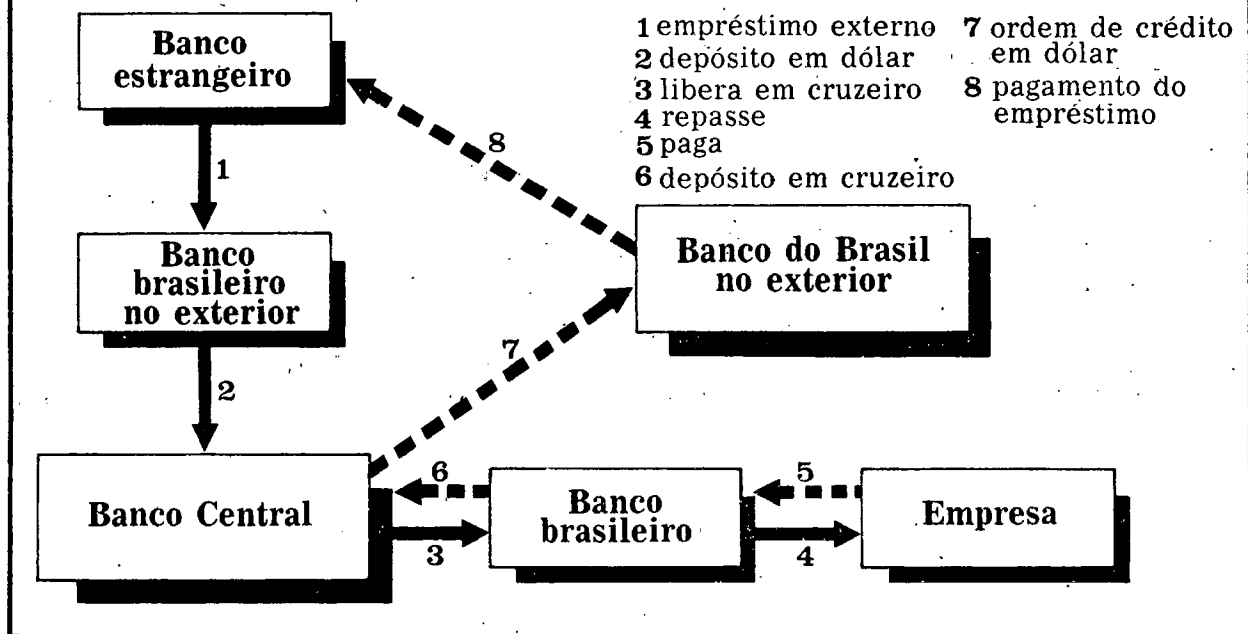 Banco
estrangeiro
1 empréstimo externo
2 depósito em dólar
3 libera em cruzeiro
4 repasse
5 paga
6 depósito em cruzeiro
7 ordem de crédito
em dólar
8 pagamento do
empréstimo
8
1
Banco
brasileiro
no exterior
Banco do Brasil
no exterior
7
2
Banco Central
6
3
Banco
brasileiro
5
4
Empresa